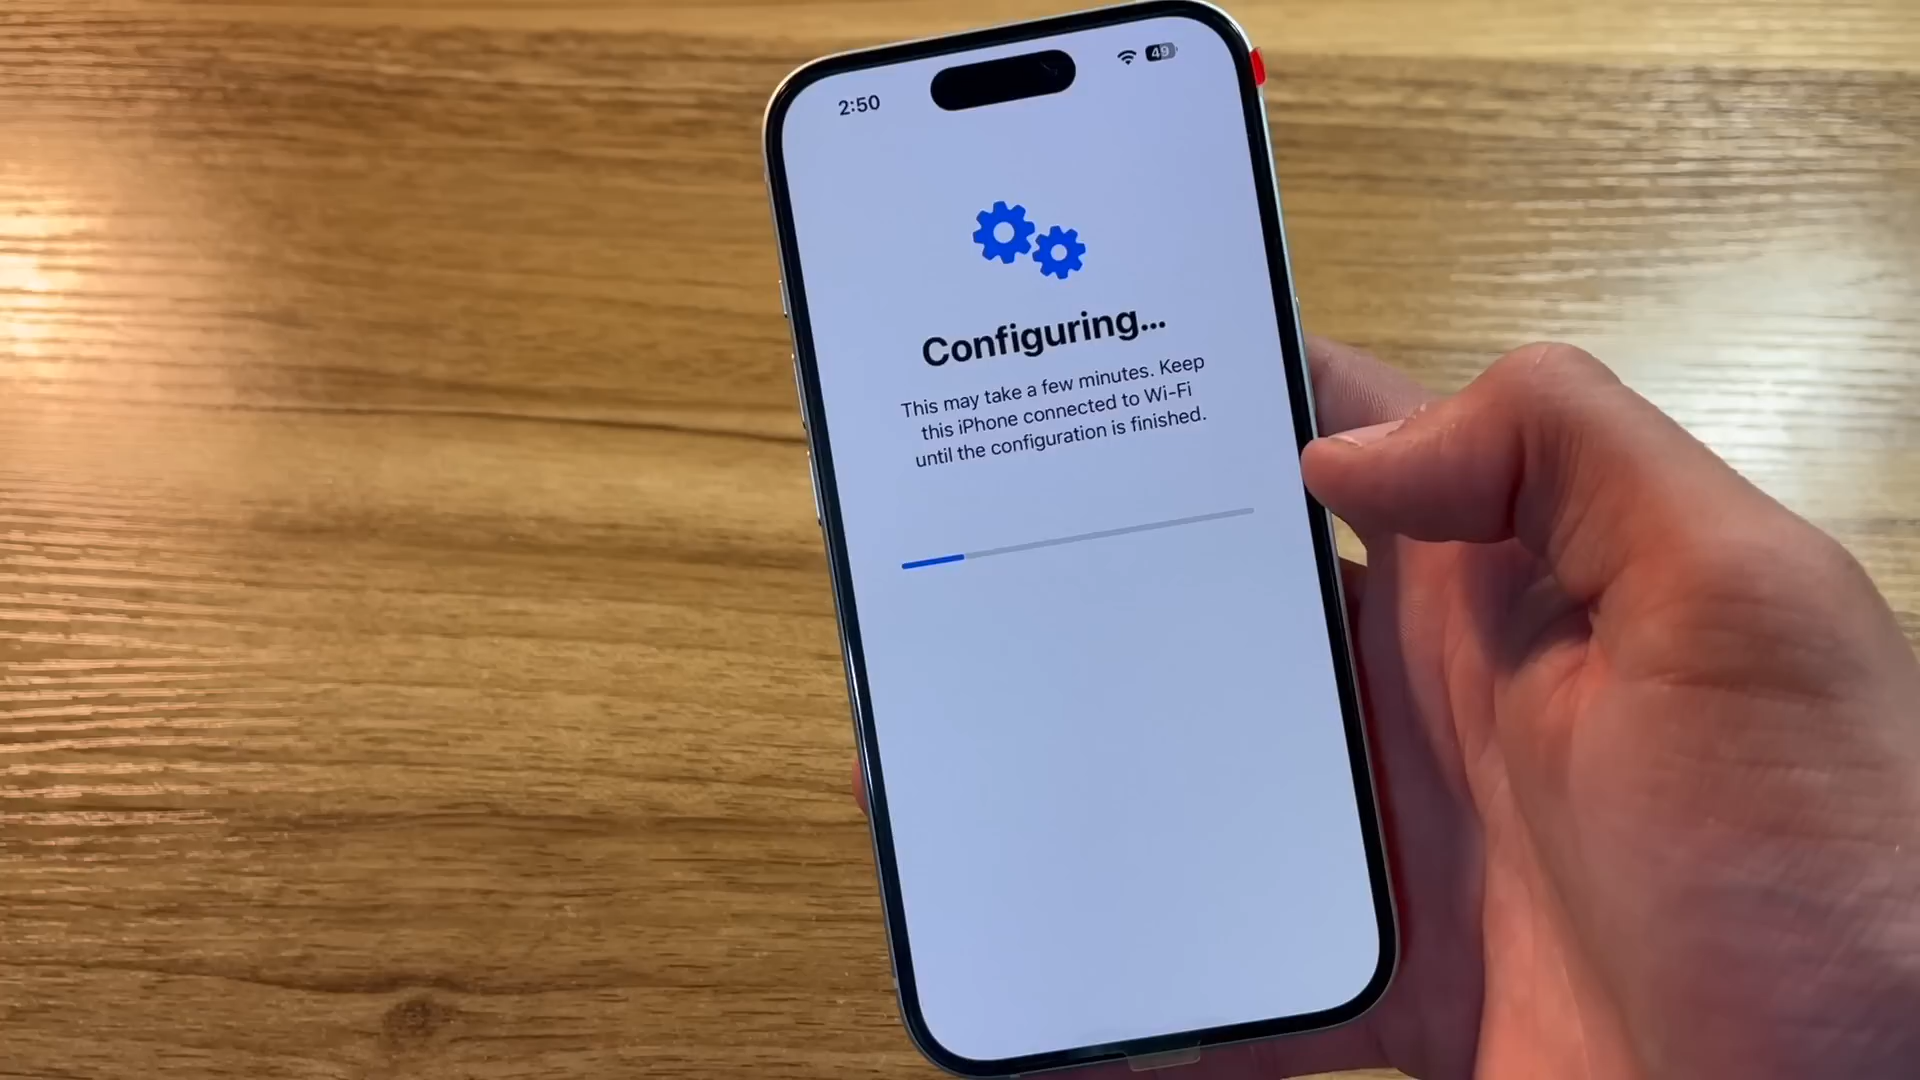 2:50
49
Configuring...
This may take a few minutes. Keep
this iPhone connected to Wi-Fi
until the configuration is finished.